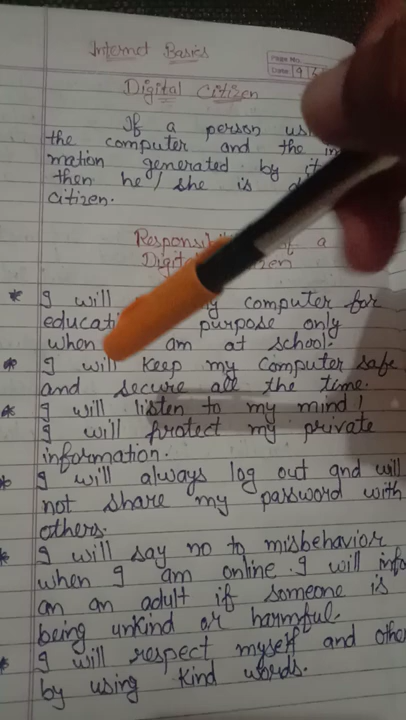 Internet Basics
Page No.
Date 9
Digital Citizen
If a person
the computer and the
mation generated by
then he/she is
citizen.
of a
Digital
* I will computer for
purpose only
when am at school
* I will keep my computer safe
and secure all the time.
* I will listen to my mind!
I will protect my private
information.
* I will always log out and will
not share my password with
others.
* I will say no to misbehavior
when I am online. I will
an an adult if someone is
being unkind or harmful.
* I will respect myself and
by using kind words.